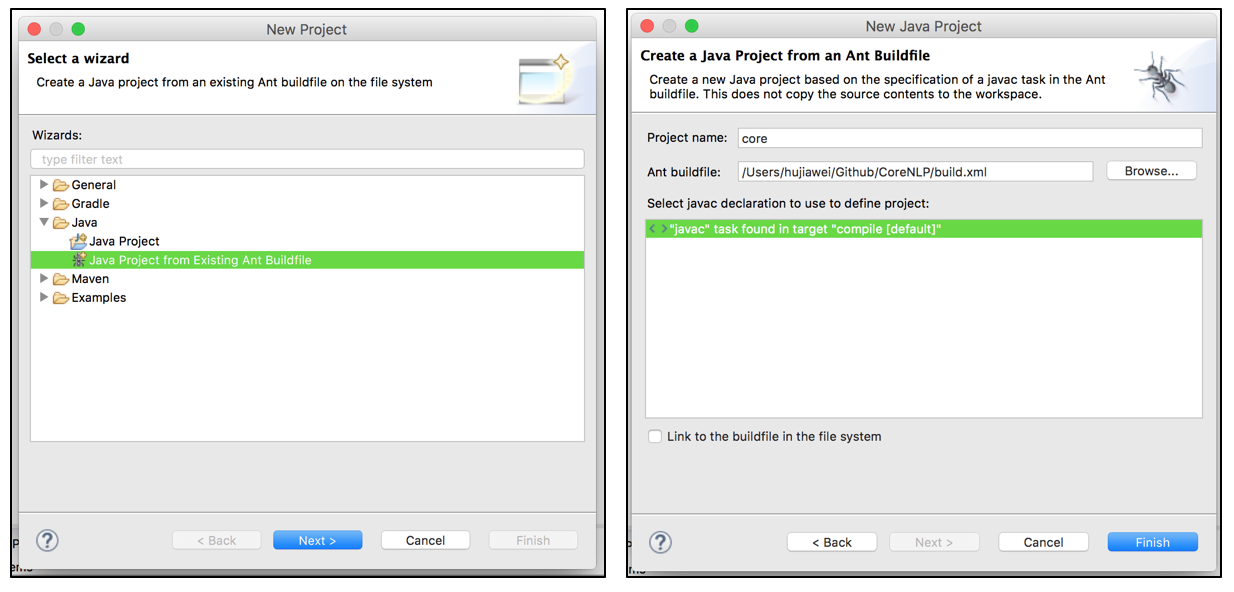 New Project
Select a wizard
Create a Java project from an existing Ant buildfile on the file system
Wizards:
type filter text
General
Gradle
Java
Java Project
Java Project from Existing Ant Buildfile
Maven
Examples
?
< Back
Next >
Cancel
Finish
New Java Project
Create a Java Project from an Ant Buildfile
Create a new Java project based on the specification of a javac task in the Ant
buildfile. This does not copy the source contents to the workspace.
Project name:
core
Ant buildfile:
/Users/hujiawei/Github/CoreNLP/build.xml
Browse...
Select javac declaration to use to define project:
< > "javac" task found in target "compile [default]"
Link to the buildfile in the file system
?
< Back
Next >
Cancel
Finish